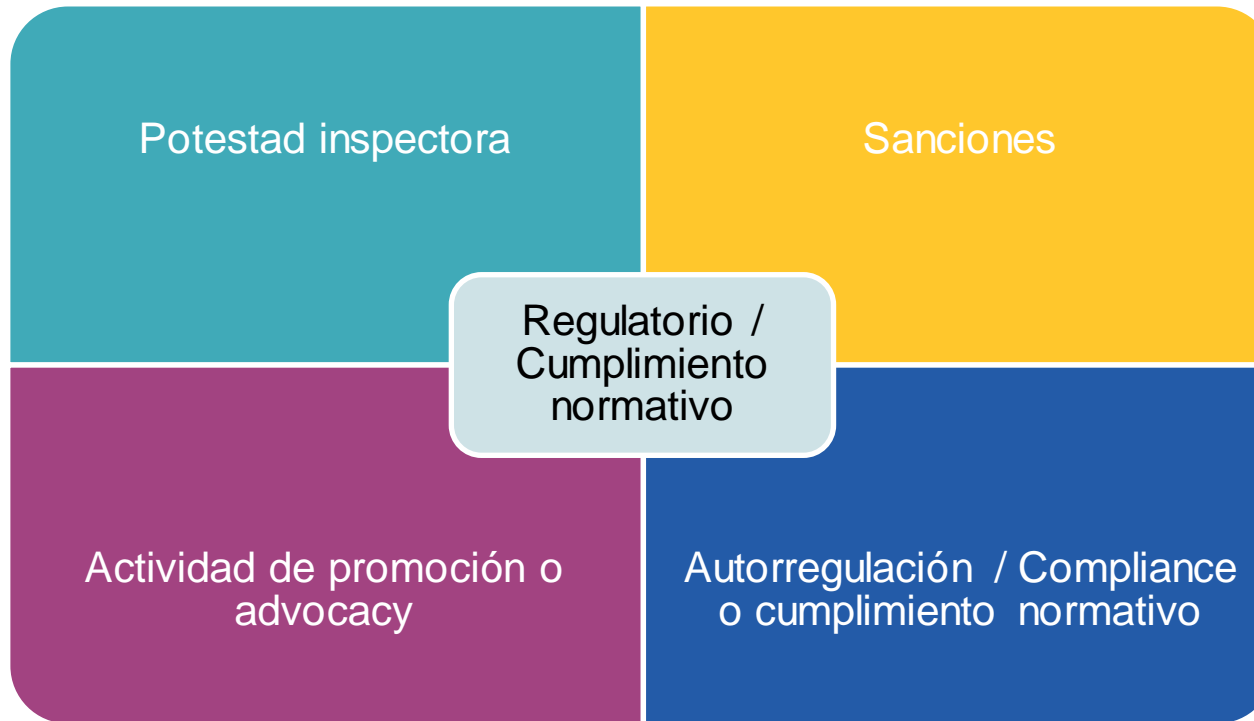 Potestad inspectora
Sanciones
Regulatorio /
Cumplimiento
normativo
Actividad de promoción o
advocacy
Autorregulación / Compliance
o cumplimiento normativo